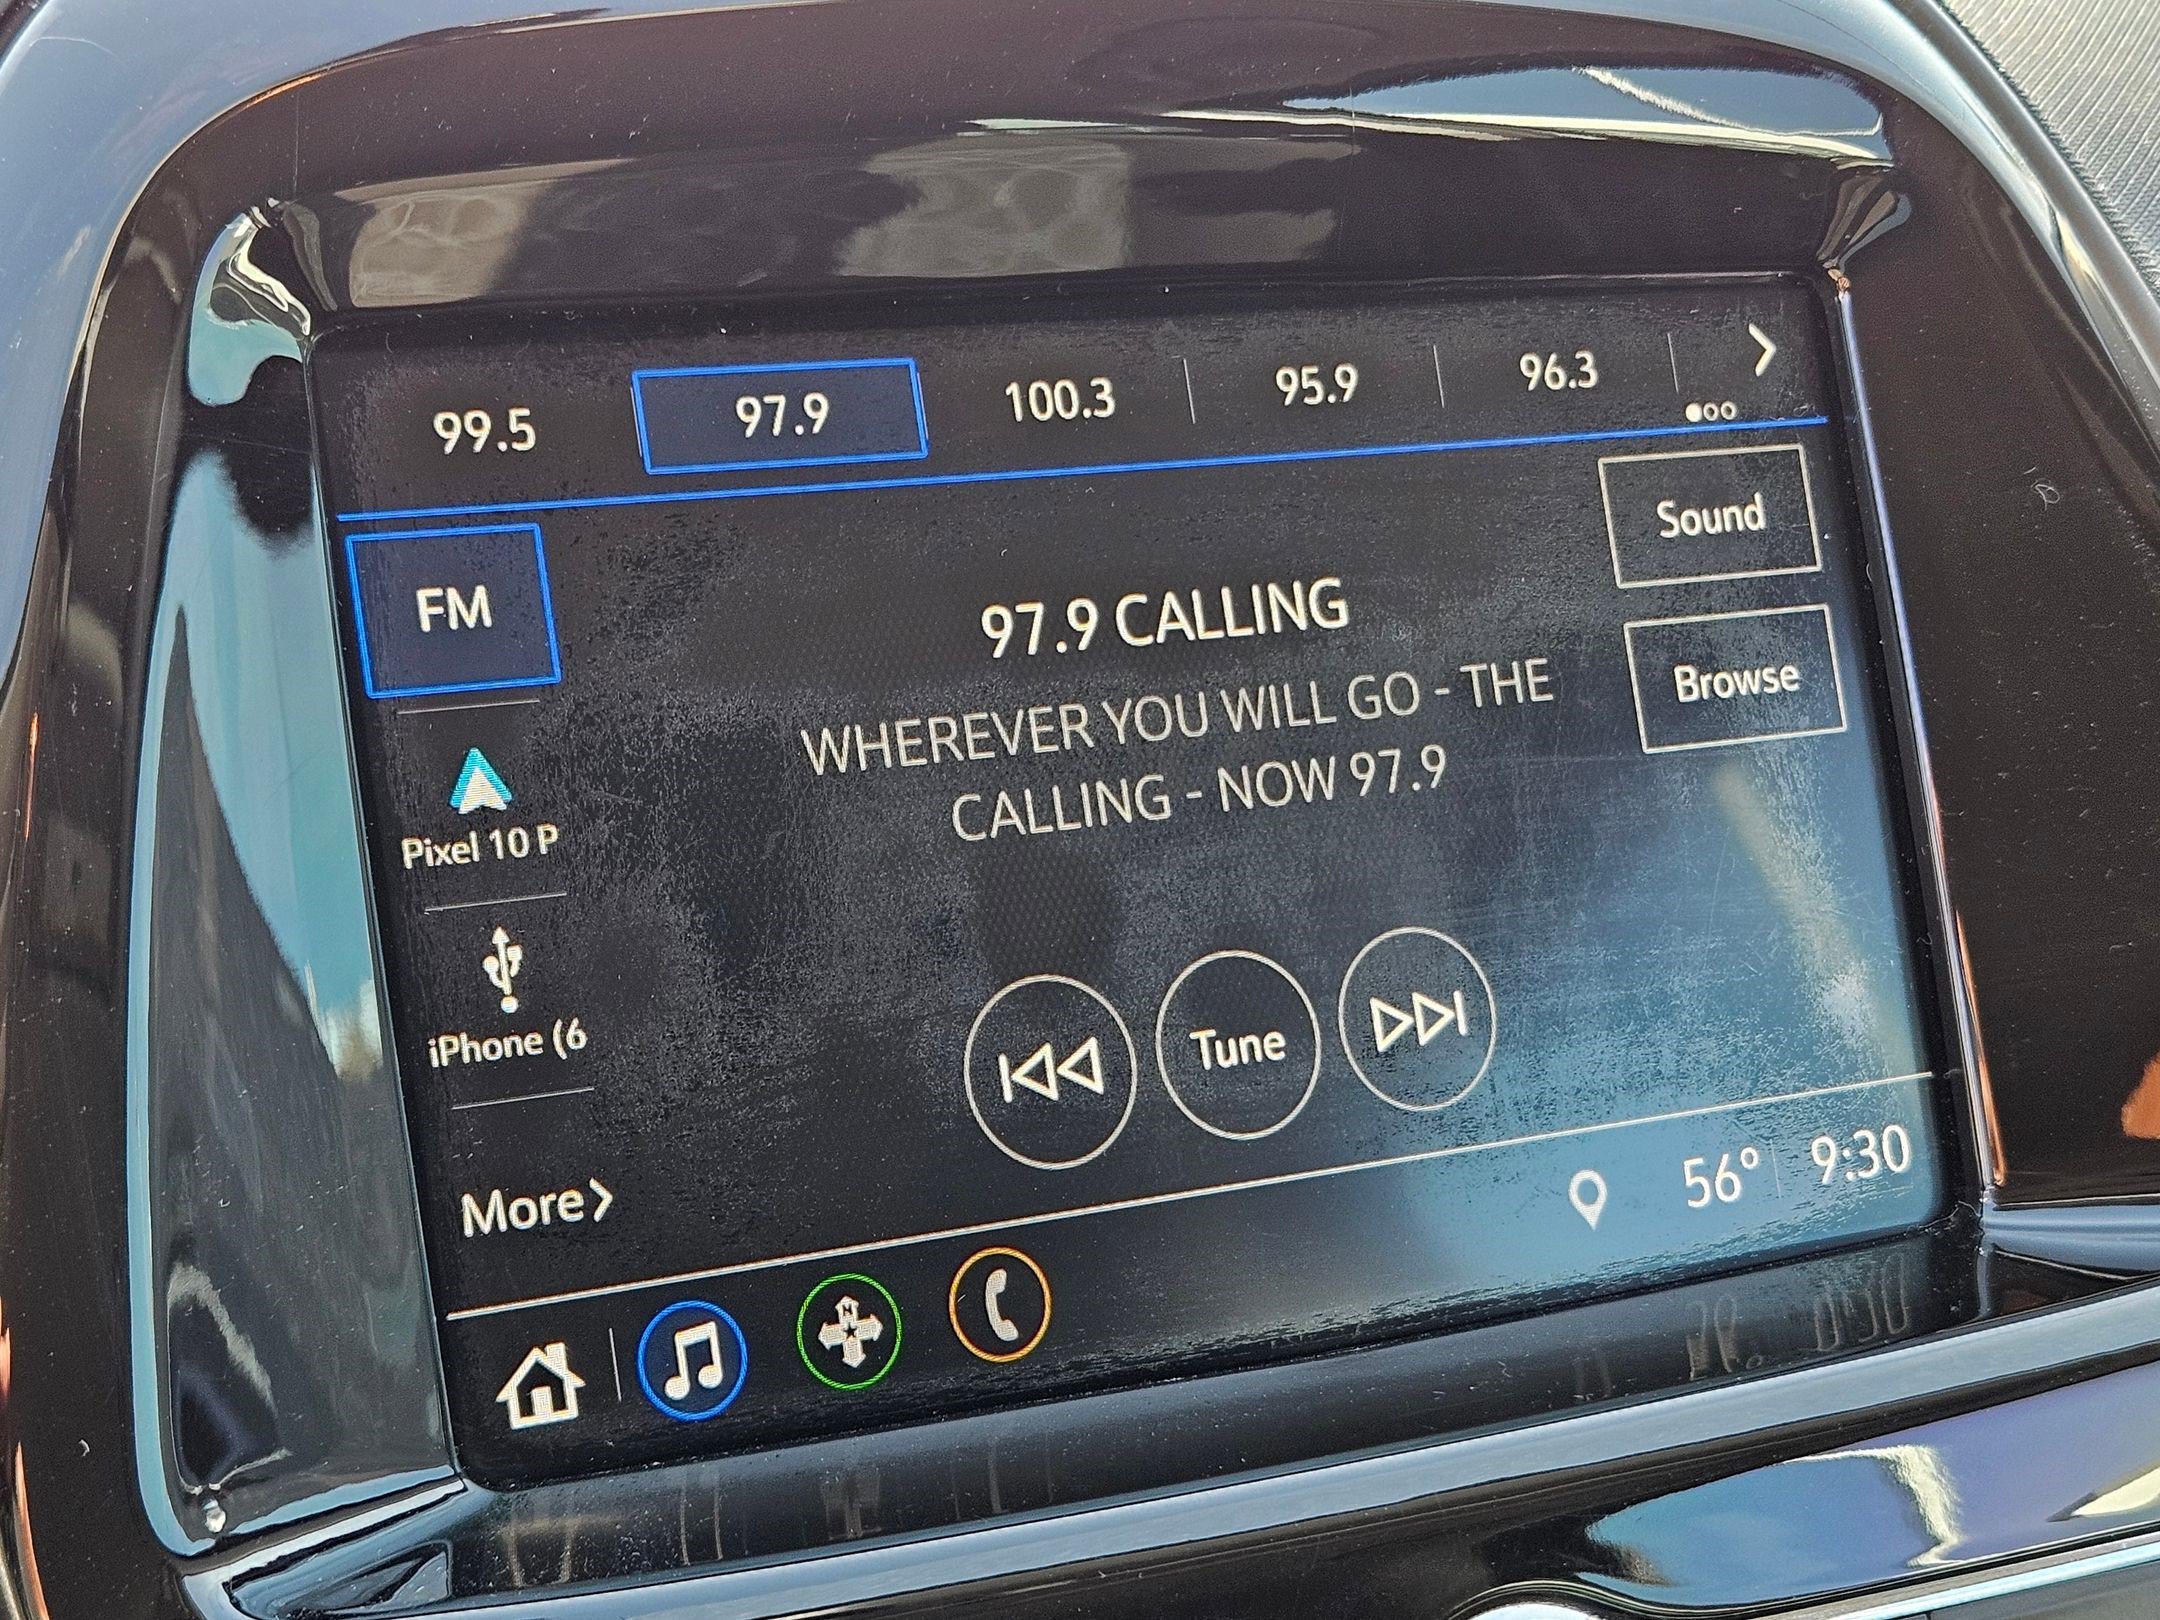 99.5 97.9 100.3 95.9 96.3
FM
Sound
97.9 CALLING
WHEREVER YOU WILL GO - THE
CALLING - NOW 97.9
Browse
Pixel 10 P
iPhone (6
Tune
More
56° 9:30
N